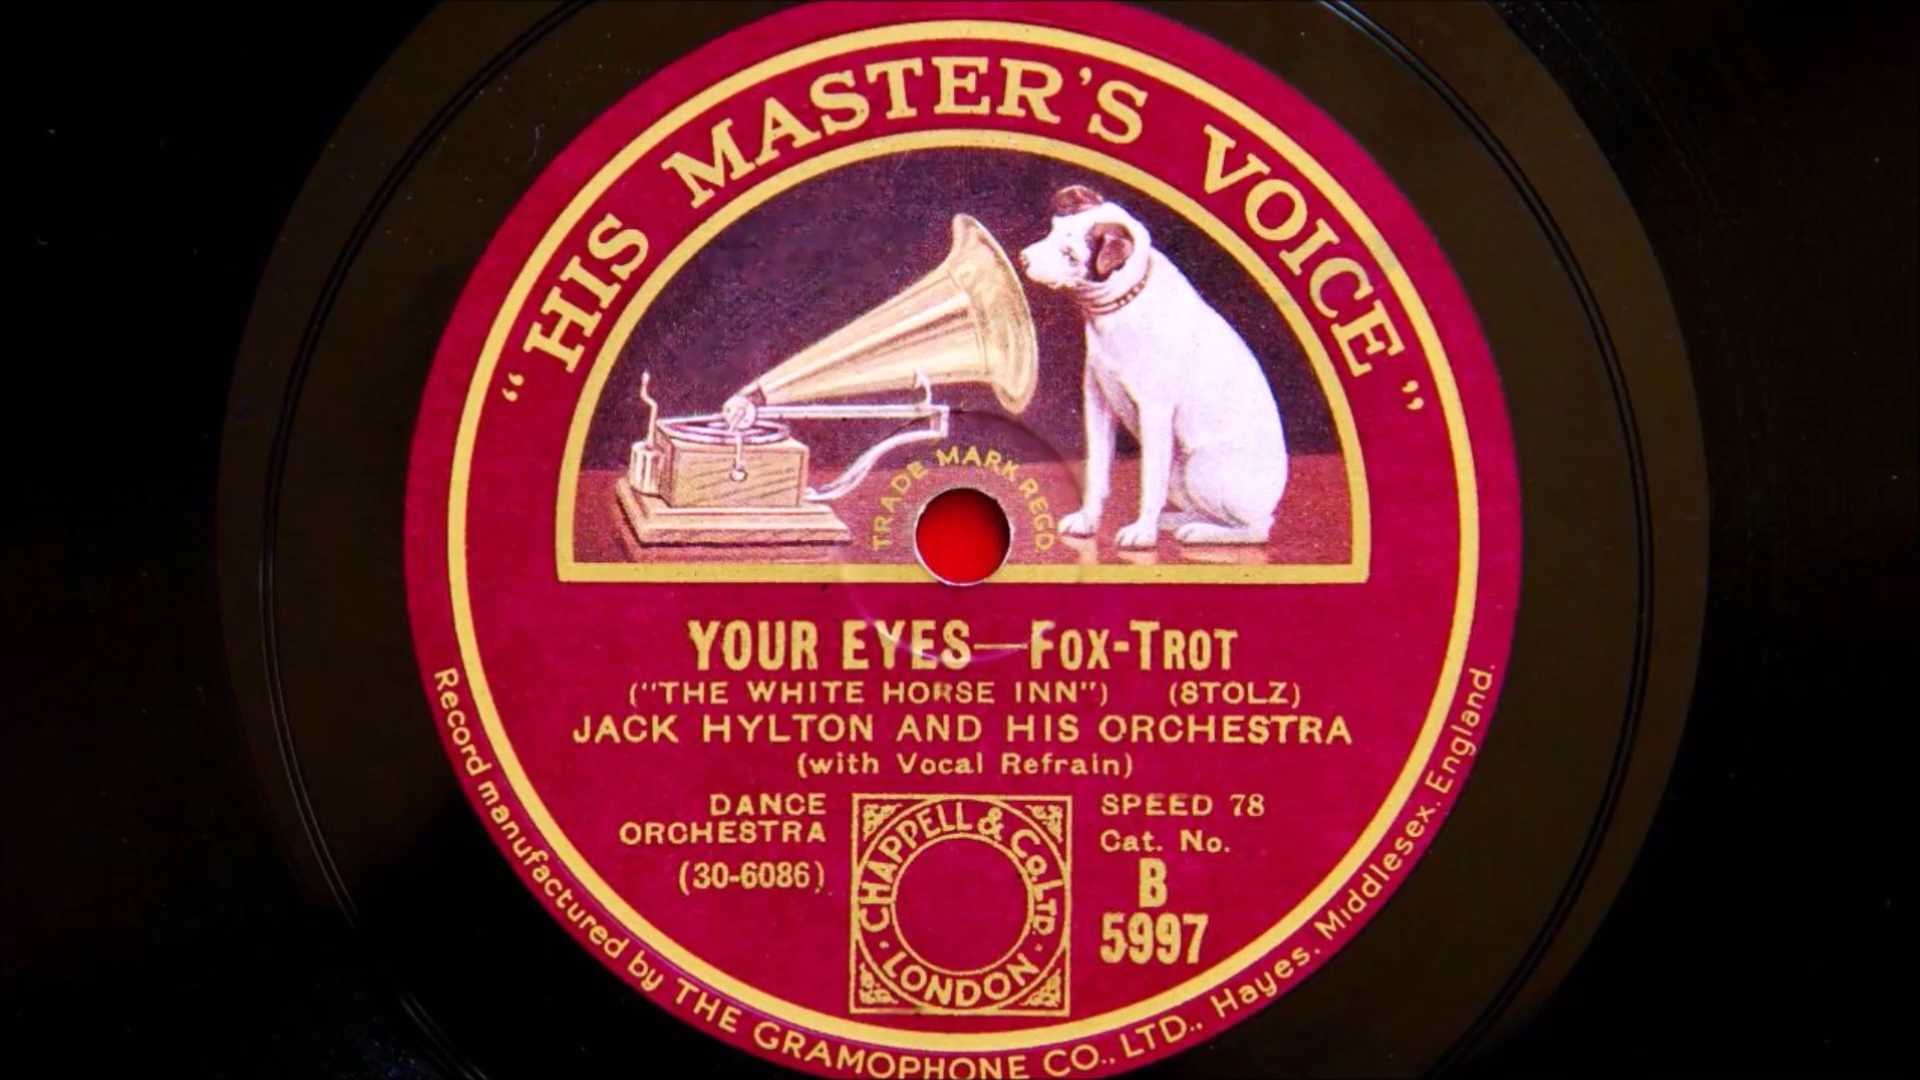 “HIS MASTER'S VOICE”
TRADE MARK REGD.
YOUR EYES—FOX-TROT
("THE WHITE HORSE INN") (STOLZ)
JACK HYLTON AND HIS ORCHESTRA
(with Vocal Refrain)
DANCE
ORCHESTRA
(30-6086)
CHAPPELL & CO. LTD.
· LONDON ·
SPEED 78
Cat. No.
B
5997
Record manufactured by THE GRAMOPHONE CO., LTD., Hayes, Middlesex, England.